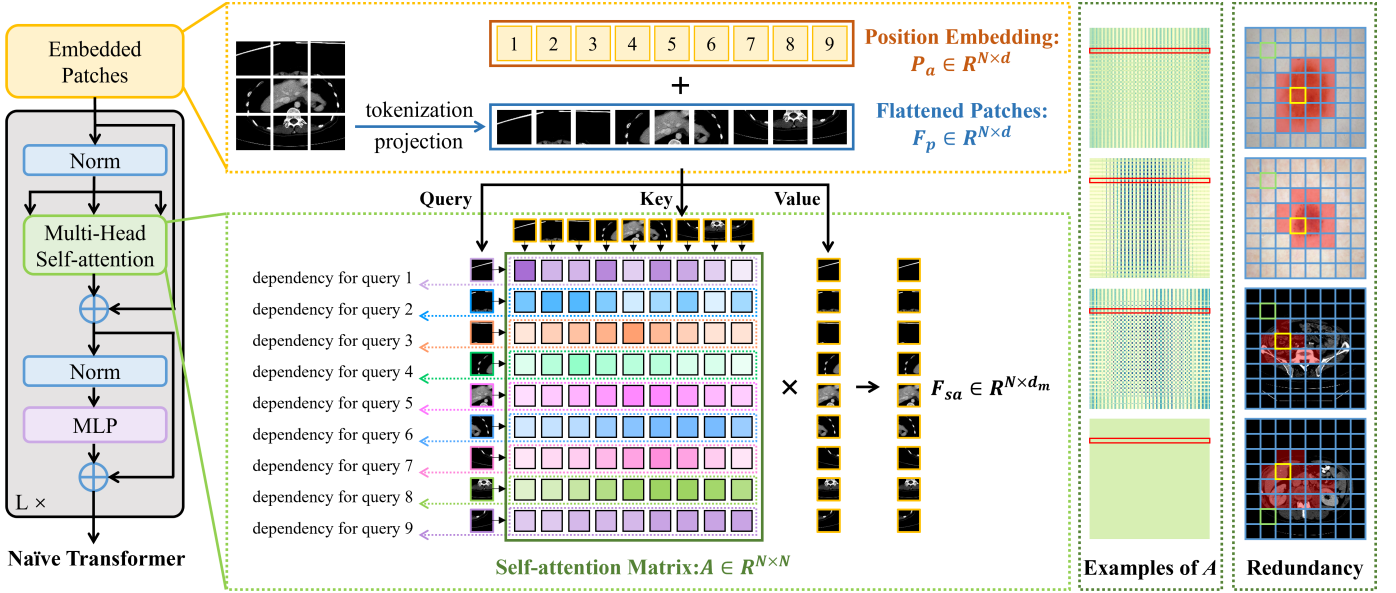 Embedded
Patches
Norm
Multi-Head
Self-attention
Norm
MLP
L ×
Naïve Transformer
tokenization
projection
1 2 3 4 5 6 7 8 9
+
Position Embedding:
P_a ∈ R^{N×d}
Flattened Patches:
F_p ∈ R^{N×d}
Query
Key
Value
dependency for query 1
dependency for query 2
dependency for query 3
dependency for query 4
dependency for query 5
dependency for query 6
dependency for query 7
dependency for query 8
dependency for query 9
×
F_{sa} ∈ R^{N×d_m}
Self-attention Matrix:A ∈ R^{N×N}
Examples of A
Redundancy